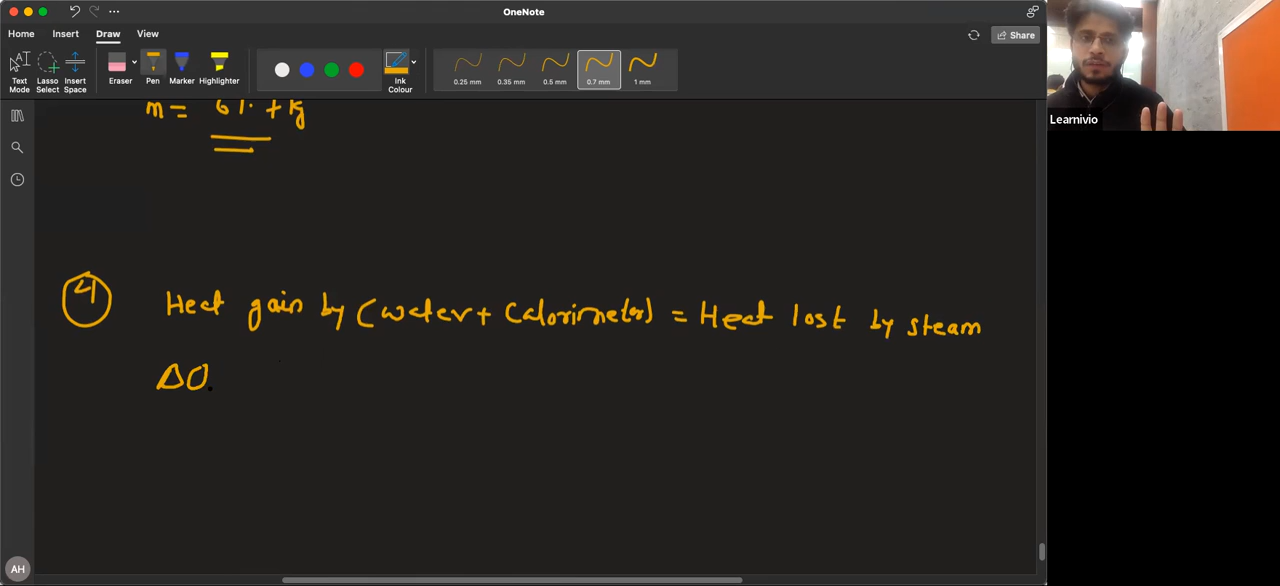 OneNote
Home Insert Draw View
Share
Text Mode Lasso Select Insert Space Eraser Pen Marker Highlighter Ink Colour 0.25 mm 0.35 mm 0.5 mm 0.7 mm 1 mm
Learnivio
m =
kg
4 Heat gain by (water + Calorimeter) = Heat lost by steam
ΔQ
AH